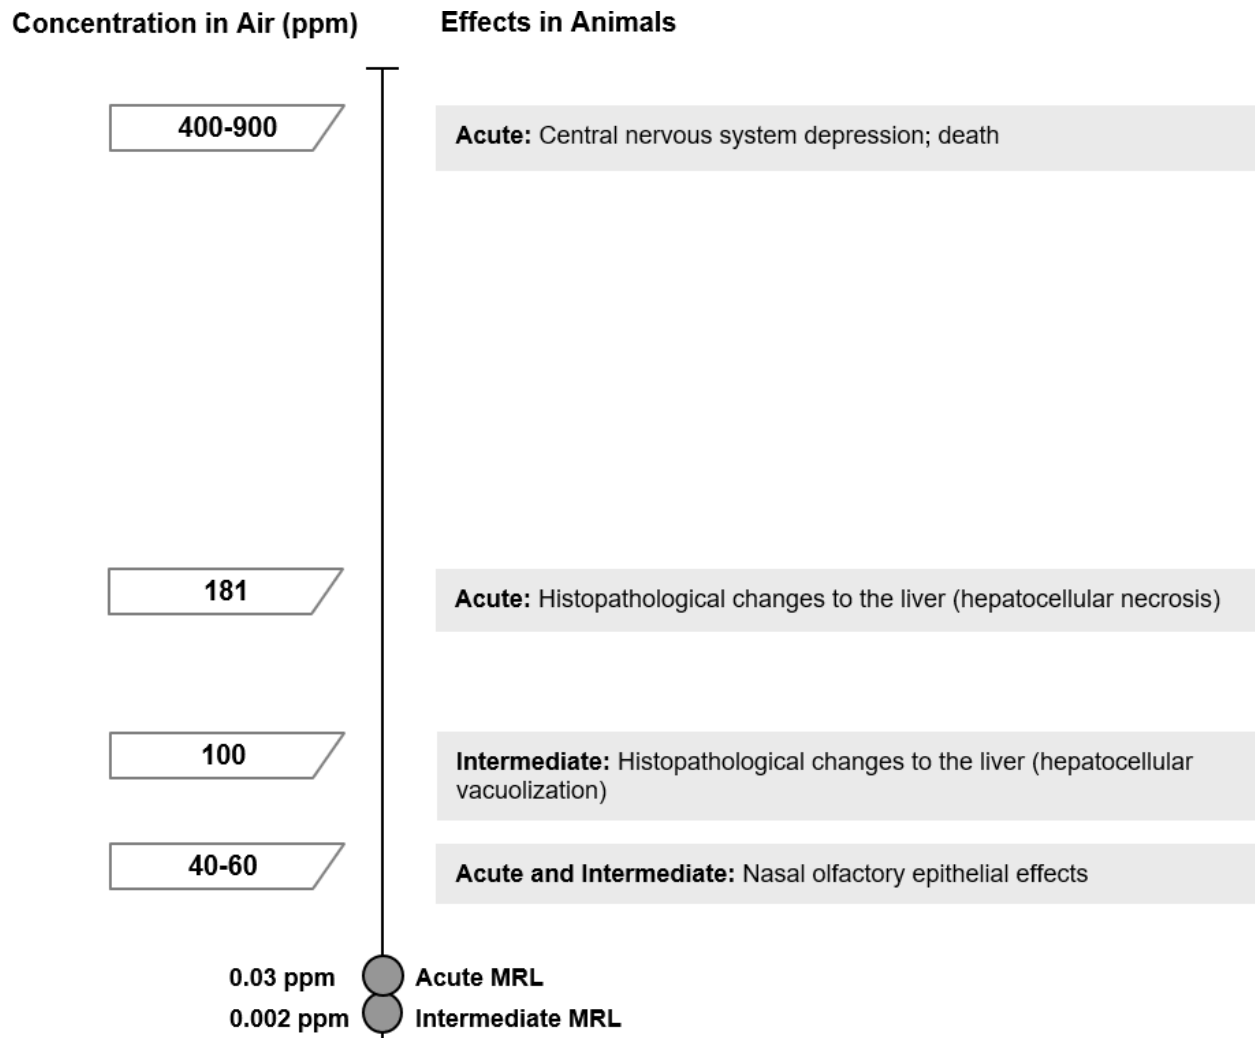 Concentration in Air (ppm) Effects in Animals
400-900 Acute: Central nervous system depression; death
181 Acute: Histopathological changes to the liver (hepatocellular necrosis)
100 Intermediate: Histopathological changes to the liver (hepatocellular
vacuolization)
40-60 Acute and Intermediate: Nasal olfactory epithelial effects
0.03 ppm Acute MRL
0.002 ppm Intermediate MRL